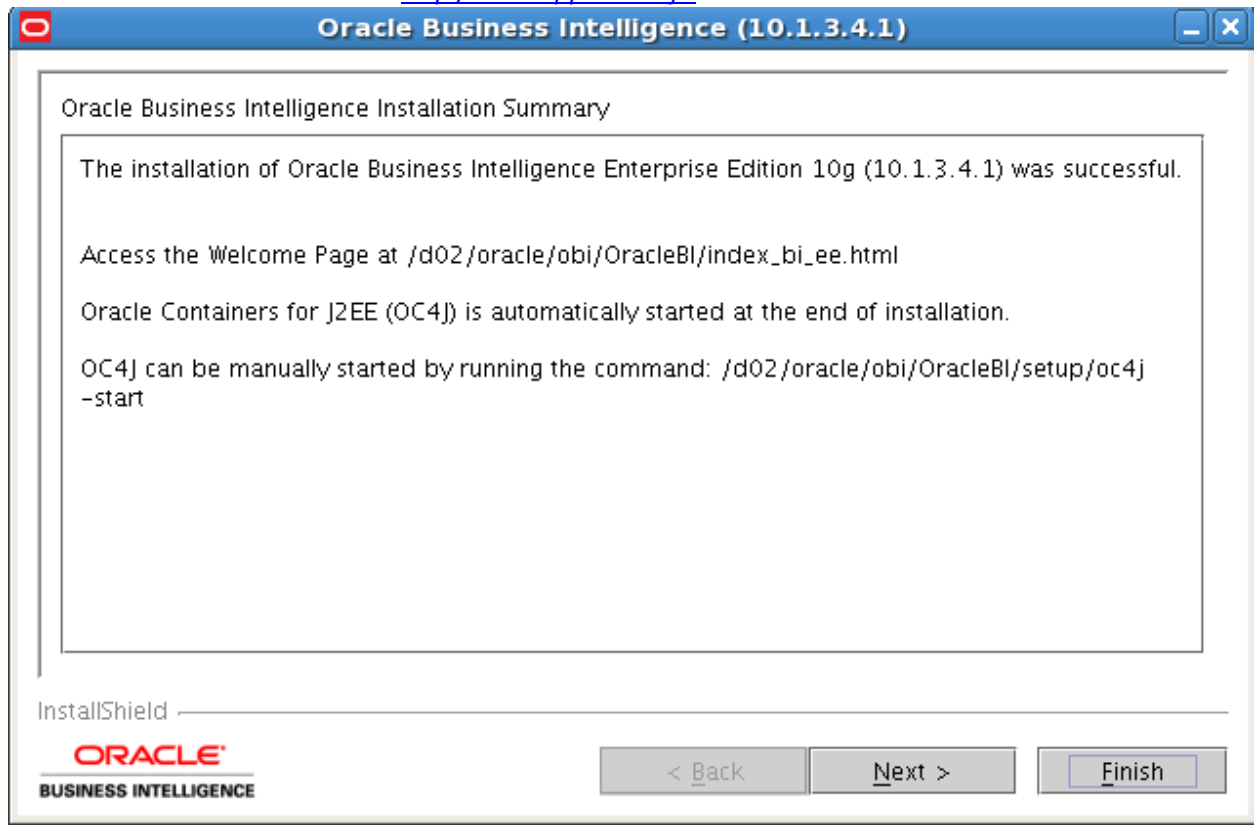 Oracle Business Intelligence (10.1.3.4.1)
Oracle Business Intelligence Installation Summary
The installation of Oracle Business Intelligence Enterprise Edition 10g (10.1.3.4.1) was successful.
Access the Welcome Page at /d02/oracle/obi/OracleBI/index_bi_ee.html
Oracle Containers for J2EE (OC4J) is automatically started at the end of installation.
OC4J can be manually started by running the command: /d02/oracle/obi/OracleBI/setup/oc4j
-start
InstallShield
ORACLE
BUSINESS INTELLIGENCE
< Back Next > Finish